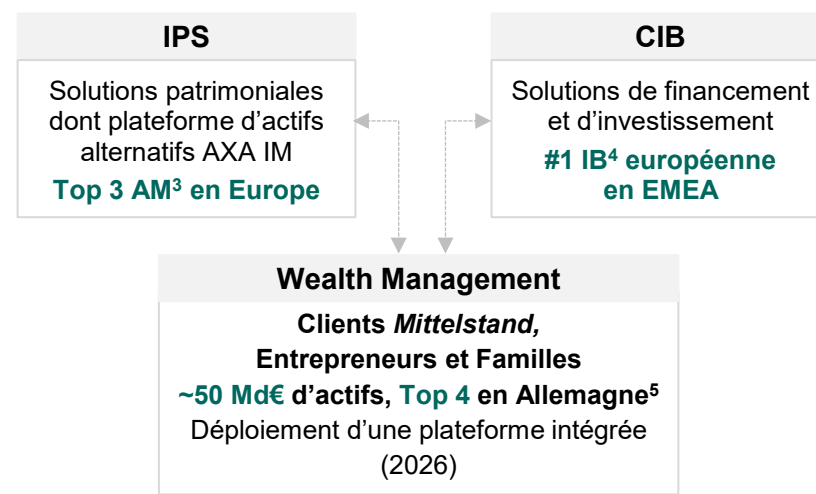 IPS
Solutions patrimoniales
dont plateforme d'actifs
alternatifs AXA IM
Top 3 AM³ en Europe
CIB
Solutions de financement
et d'investissement
#1 IB⁴ européenne
en EMEA
Wealth Management
Clients Mittelstand,
Entrepreneurs et Familles
~50 Md€ d'actifs, Top 4 en Allemagne⁵
Déploiement d'une plateforme intégrée
(2026)